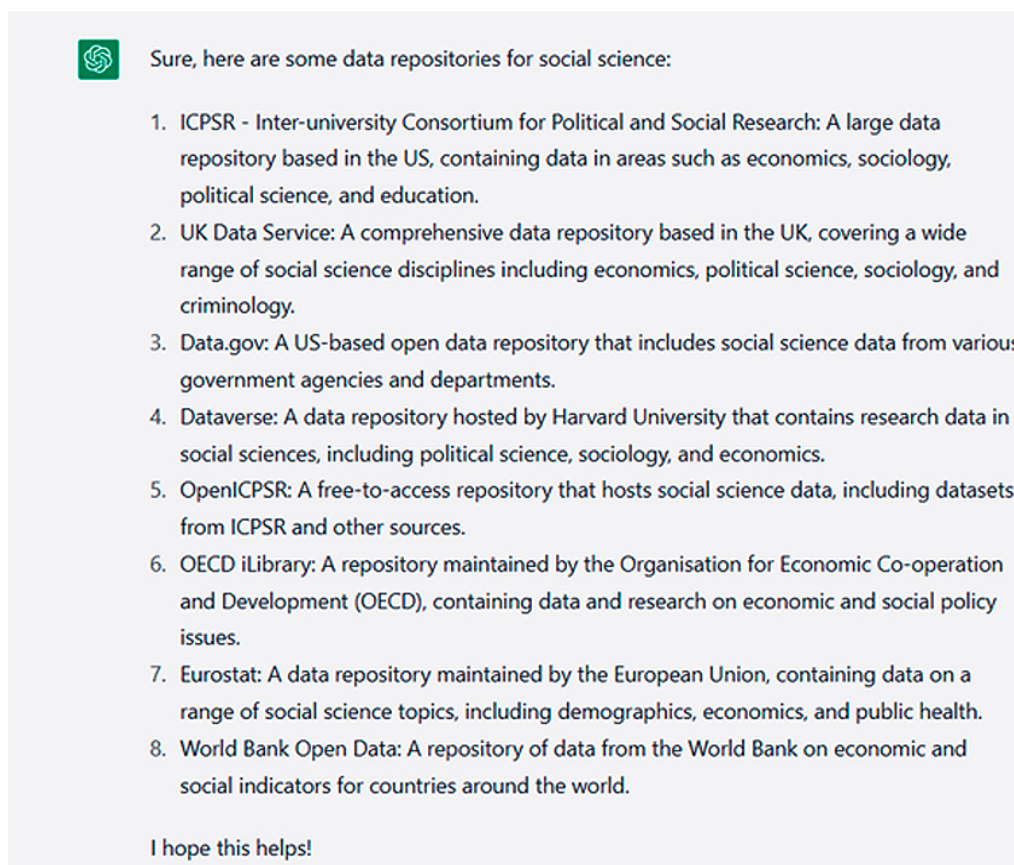 Sure, here are some data repositories for social science:
1. ICPSR - Inter-university Consortium for Political and Social Research: A large data
repository based in the US, containing data in areas such as economics, sociology,
political science, and education.
2. UK Data Service: A comprehensive data repository based in the UK, covering a wide
range of social science disciplines including economics, political science, sociology, and
criminology.
3. Data.gov: A US-based open data repository that includes social science data from various
government agencies and departments.
4. Dataverse: A data repository hosted by Harvard University that contains research data in
social sciences, including political science, sociology, and economics.
5. OpenICPSR: A free-to-access repository that hosts social science data, including datasets
from ICPSR and other sources.
6. OECD iLibrary: A repository maintained by the Organisation for Economic Co-operation
and Development (OECD), containing data and research on economic and social policy
issues.
7. Eurostat: A data repository maintained by the European Union, containing data on a
range of social science topics, including demographics, economics, and public health.
8. World Bank Open Data: A repository of data from the World Bank on economic and
social indicators for countries around the world.
I hope this helps!